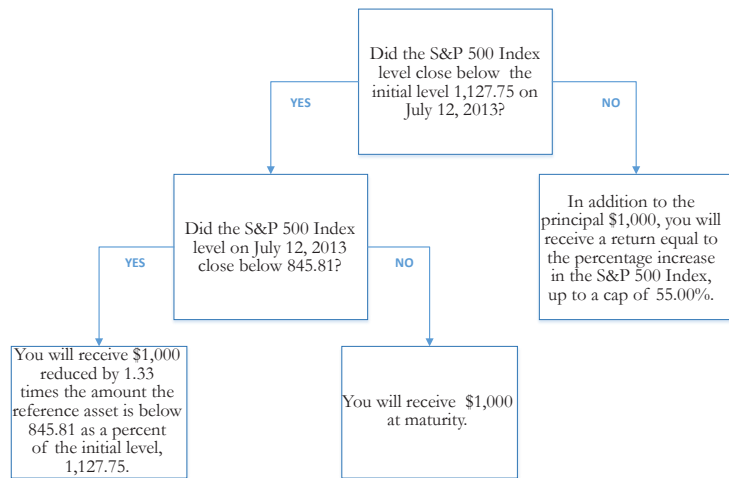 Did the S&P 500 Index
level close below the
initial level 1,127.75 on
July 12, 2013?
YES
NO
Did the S&P 500 Index
level on July 12, 2013
close below 845.81?
In addition to the
principal $1,000, you will
receive a return equal to
the percentage increase
in the S&P 500 Index,
up to a cap of 55.00%.
YES
NO
You will receive $1,000
reduced by 1.33
times the amount the
reference asset is below
845.81 as a percent
of the initial level,
1,127.75.
You will receive $1,000
at maturity.